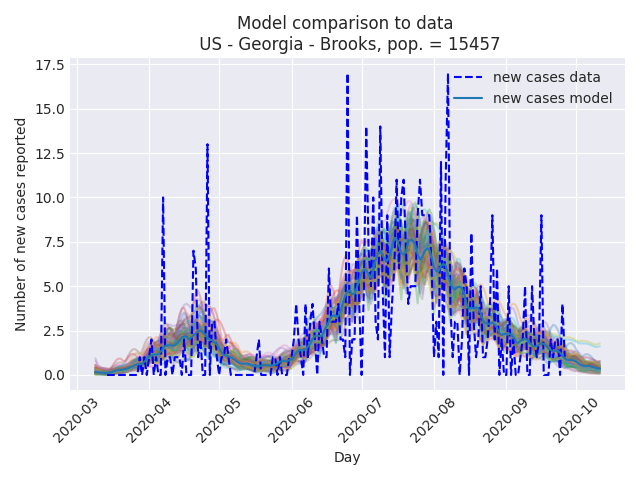 Model comparison to data
US - Georgia - Brooks, pop. = 15457
new cases data
new cases model
Number of new cases reported
17.5
15.0
12.5
10.0
7.5
5.0
2.5
0.0
2020-03
2020-04
2020-05
2020-06
2020-07
2020-08
2020-09
2020-10
Day